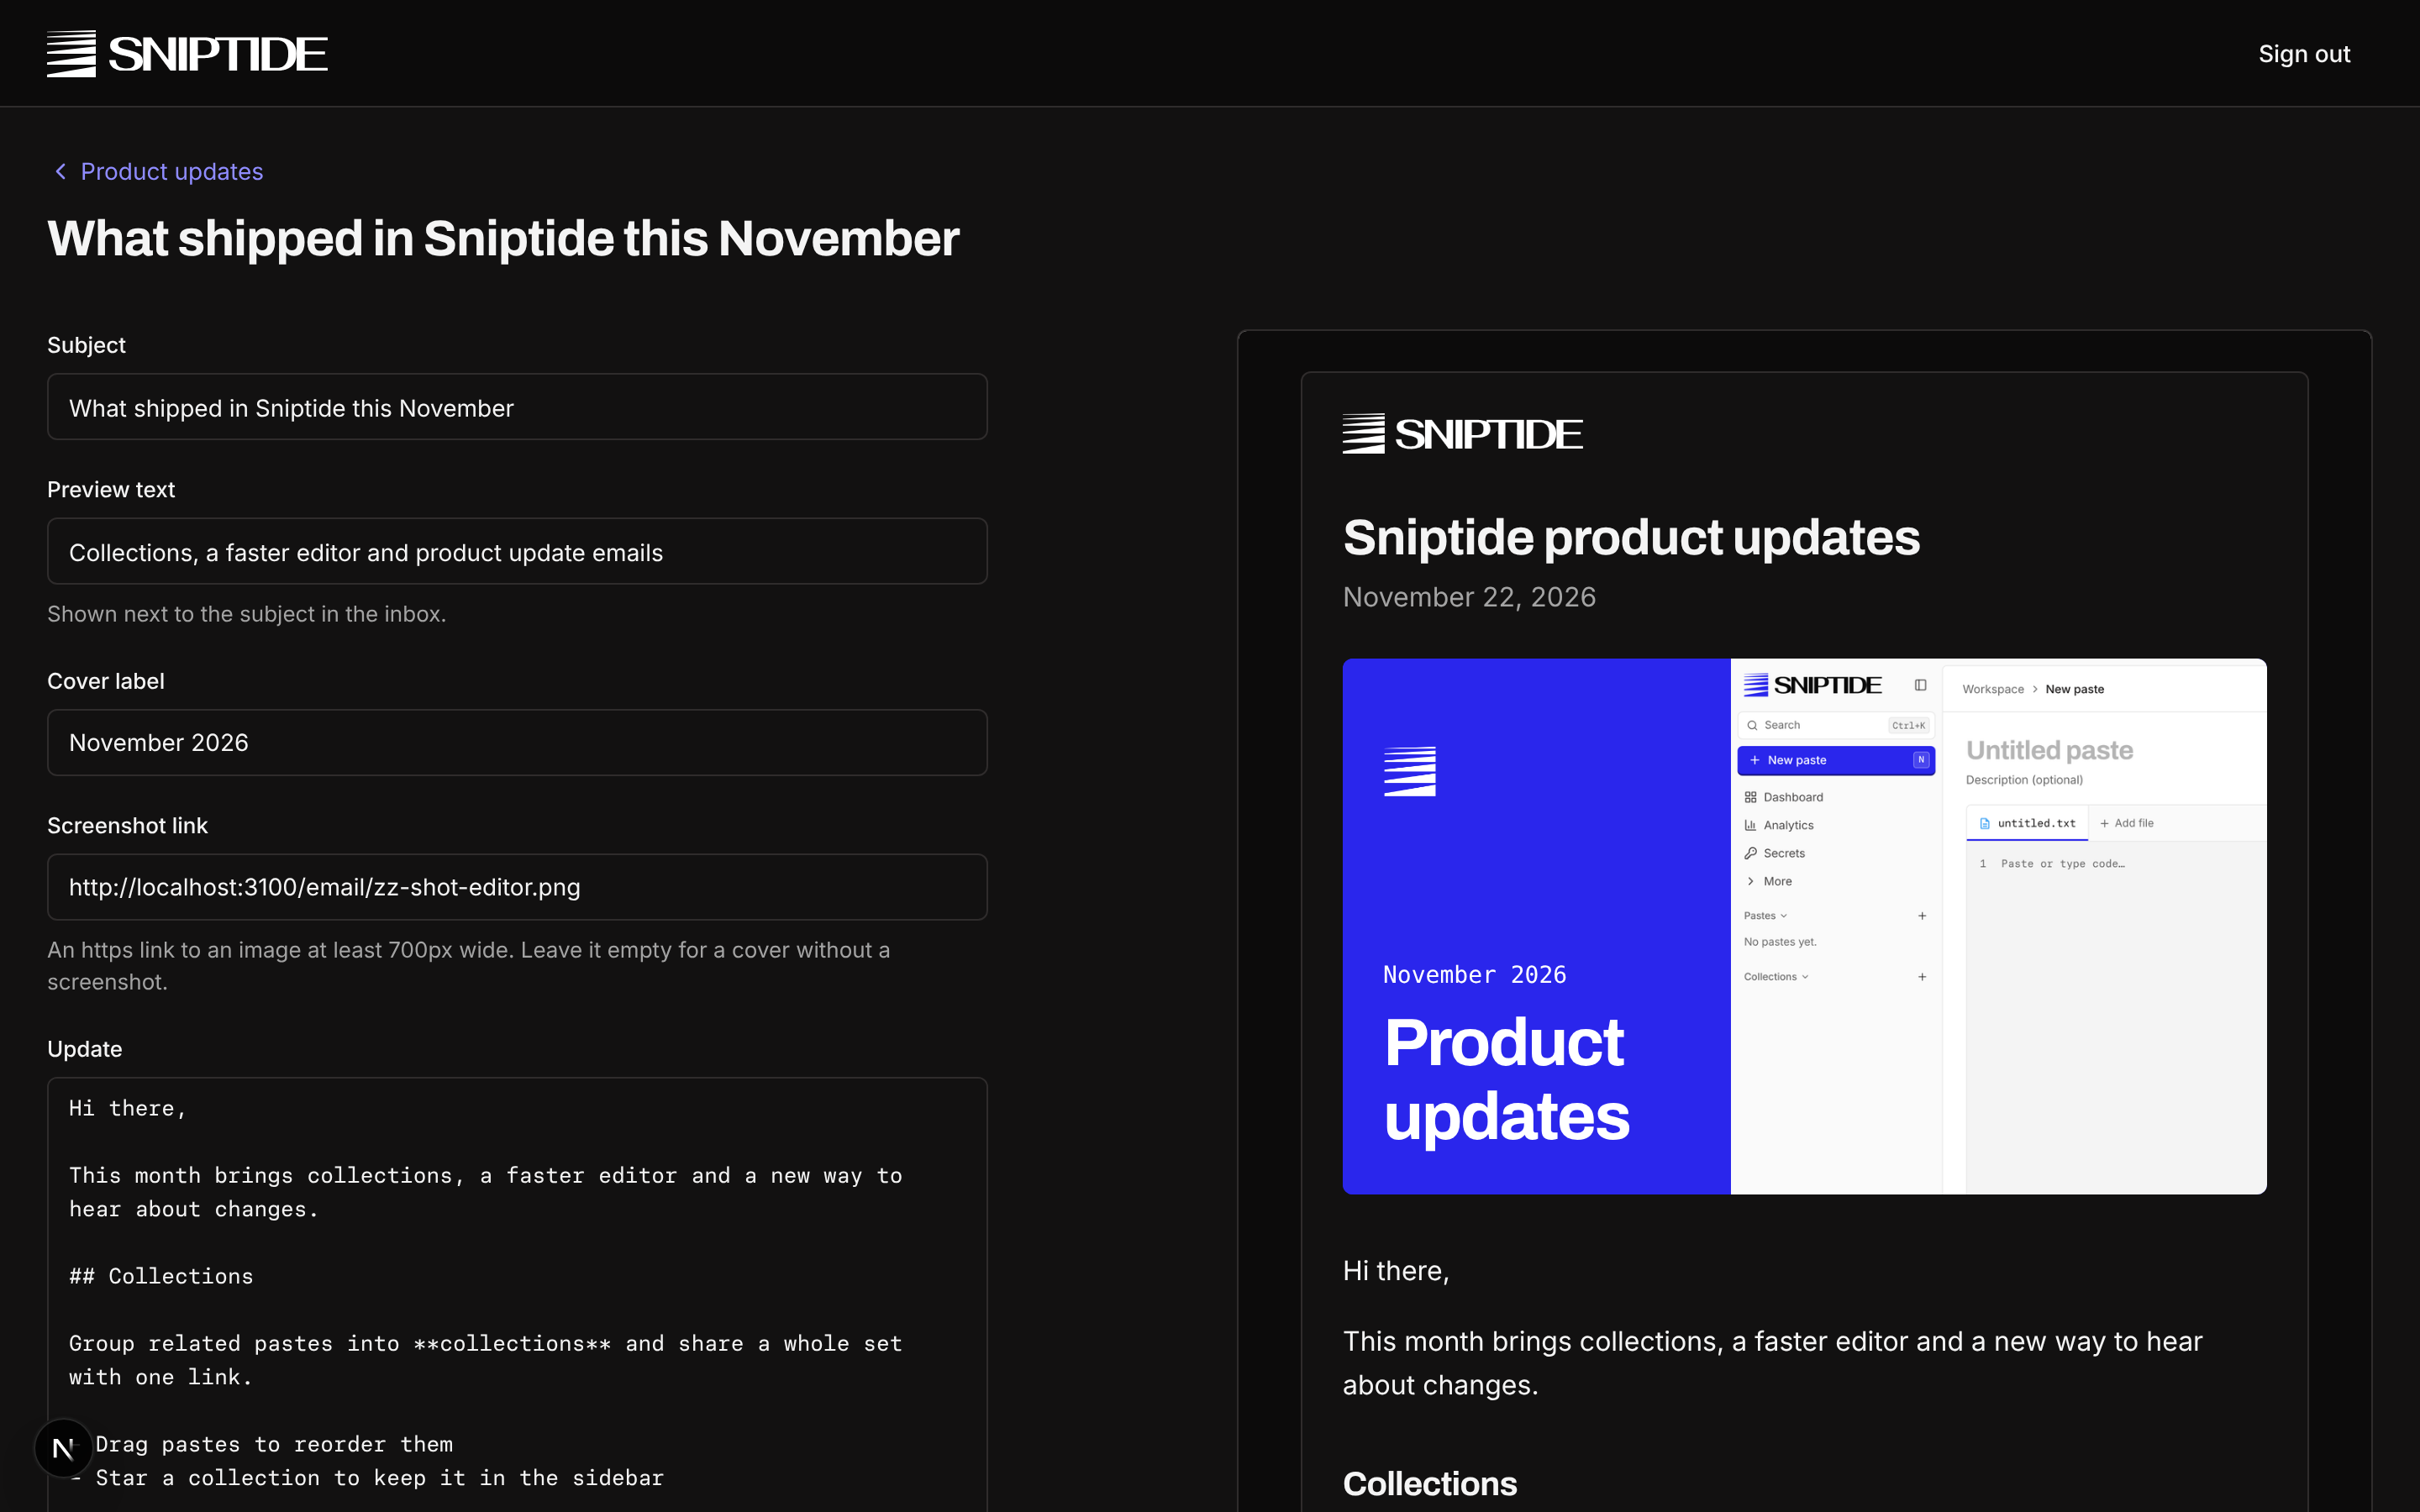 SNIPTIDE
Sign out
Product updates
What shipped in Sniptide this November
Subject
What shipped in Sniptide this November
Preview text
Collections, a faster editor and product update emails
Shown next to the subject in the inbox.
Cover label
November 2026
Screenshot link
http://localhost:3100/email/zz-shot-editor.png
An https link to an image at least 700px wide. Leave it empty for a cover without a
screenshot.
Update
Hi there,
This month brings collections, a faster editor and a new way to
hear about changes.
## Collections
Group related pastes into **collections** and share a whole set
with one link.
- Drag pastes to reorder them
- Star a collection to keep it in the sidebar
N
SNIPTIDE
Sniptide product updates
November 22, 2026
November 2026
Product
updates
SNIPTIDE
Search Ctrl+K
New paste N
Dashboard
Analytics
Secrets
More
Pastes
No pastes yet.
Collections
Workspace > New paste
Untitled paste
Description (optional)
untitled.txt + Add file
1 Paste or type code…
Hi there,
This month brings collections, a faster editor and a new way to hear
about changes.
Collections